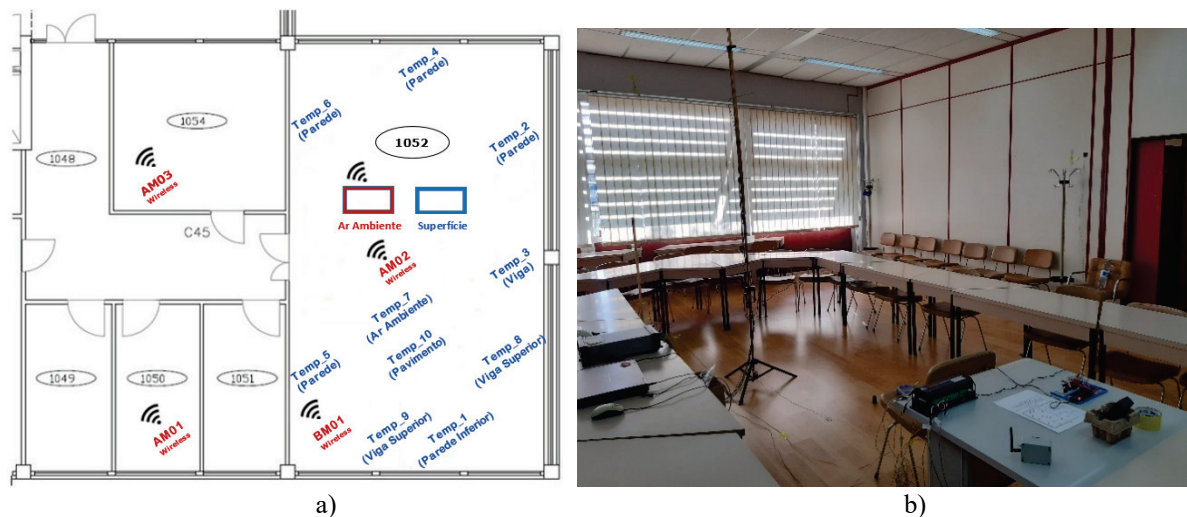 Temp_4
(Parede)
Temp_6
(Parede)
1054
1052
Temp_2
(Parede)
1048
AM03
Wireless
Ar Ambiente
Superfície
C45
AM02
Wireless
Temp_3
(Viga)
Temp_7
(Ar Ambiente)
Temp_10
(Pavimento)
Temp_8
(Viga Superior)
Temp_5
(Parede)
1049
1050
1051
AM01
Wireless
BM01
Wireless
Temp_9
(Viga Superior)
Temp_1
(Parede Inferior)
a)
b)